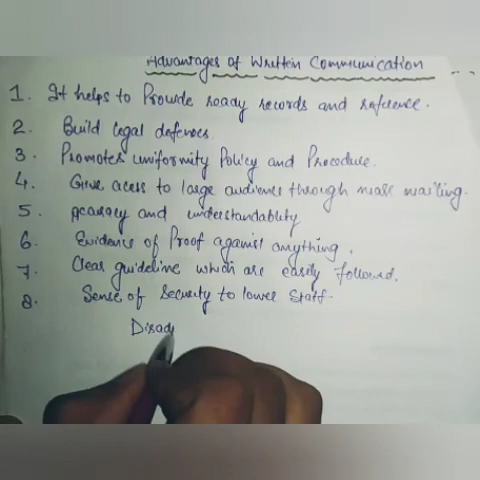 Advantages of Written Communication ...
1. It helps to Provide ready records and reference.
2. Build legal defences
3. Promotes uniformity Policy and Procedure.
4. Give acess to large audience through mass mailing.
5. Accuracy and understandability
6. Evidence of Proof against anything.
7. Clear guideline which are easily followed.
8. Sense of Security to lower staff.
Disad